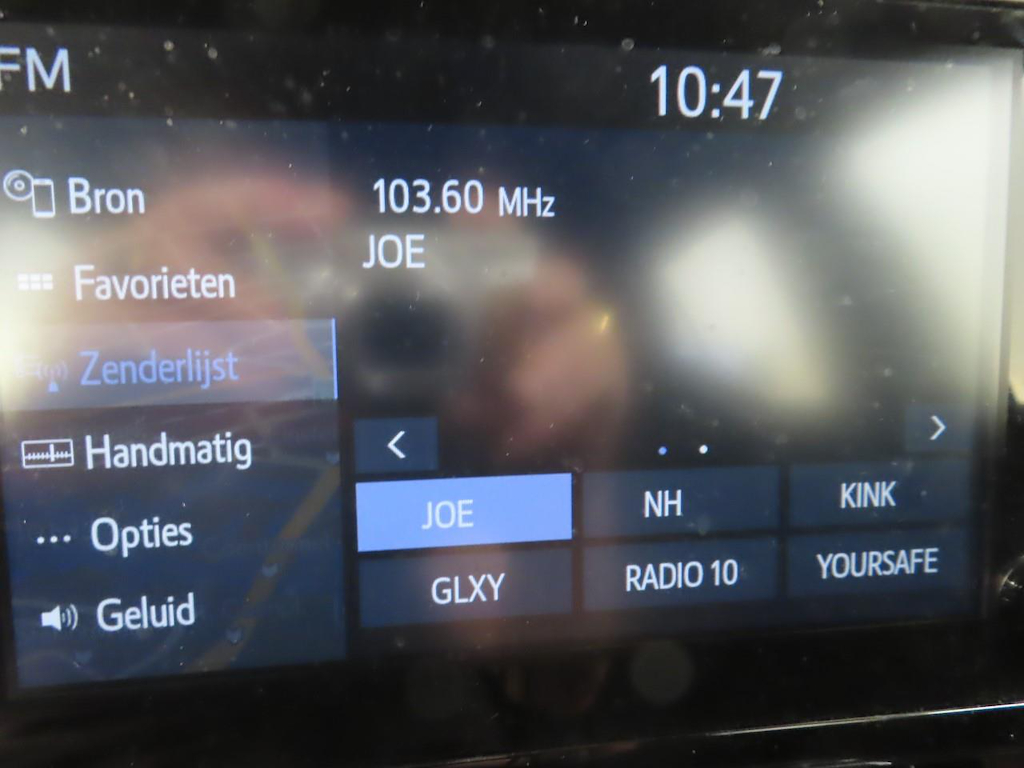 FM
10:47
Bron
Favorieten
Zenderlijst
Handmatig
Opties
Geluid
103.60 MHz
JOE
JOE
NH
KINK
GLXY
RADIO 10
YOURSAFE